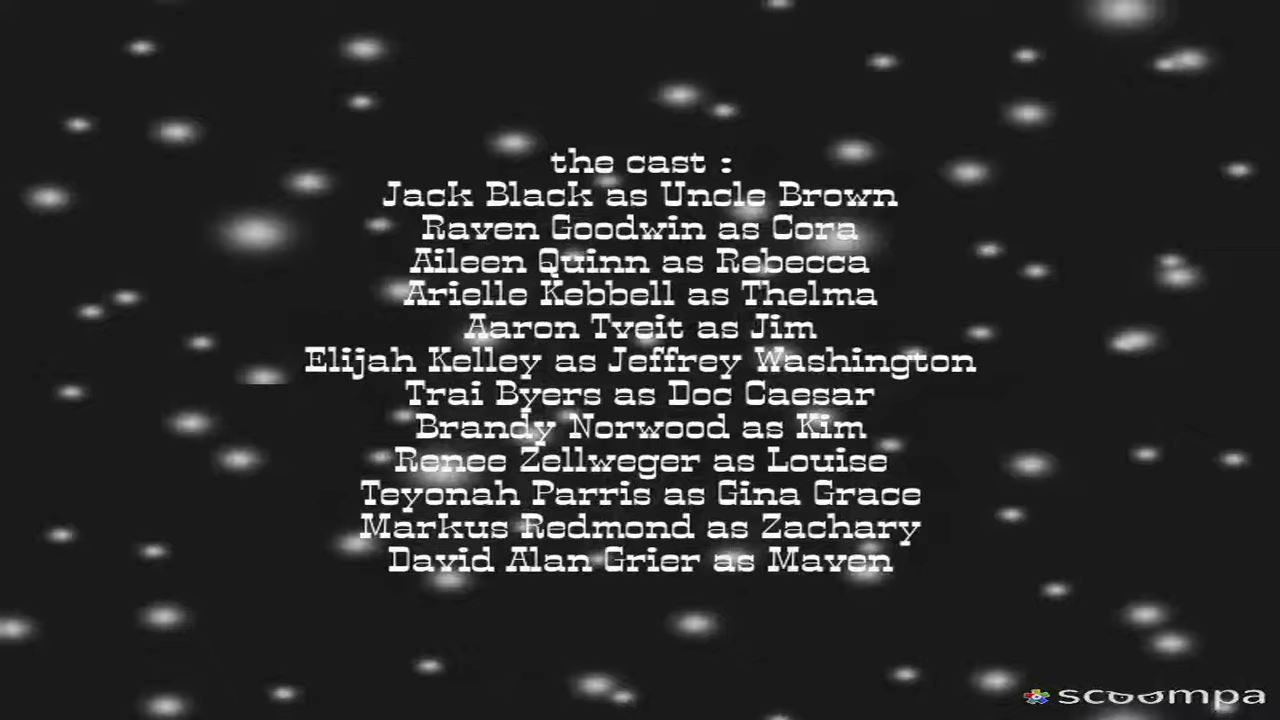 the cast :
Jack Black as Uncle Brown
Raven Goodwin as Cora
Aileen Quinn as Rebecca
Arielle Kebbell as Thelma
Aaron Tveit as Jim
Elijah Kelley as Jeffrey Washington
Trai Byers as Doc Caesar
Brandy Norwood as Kim
Renee Zellweger as Louise
Teyonah Parris as Gina Grace
Markus Redmond as Zachary
David Alan Grier as Maven
scoompa